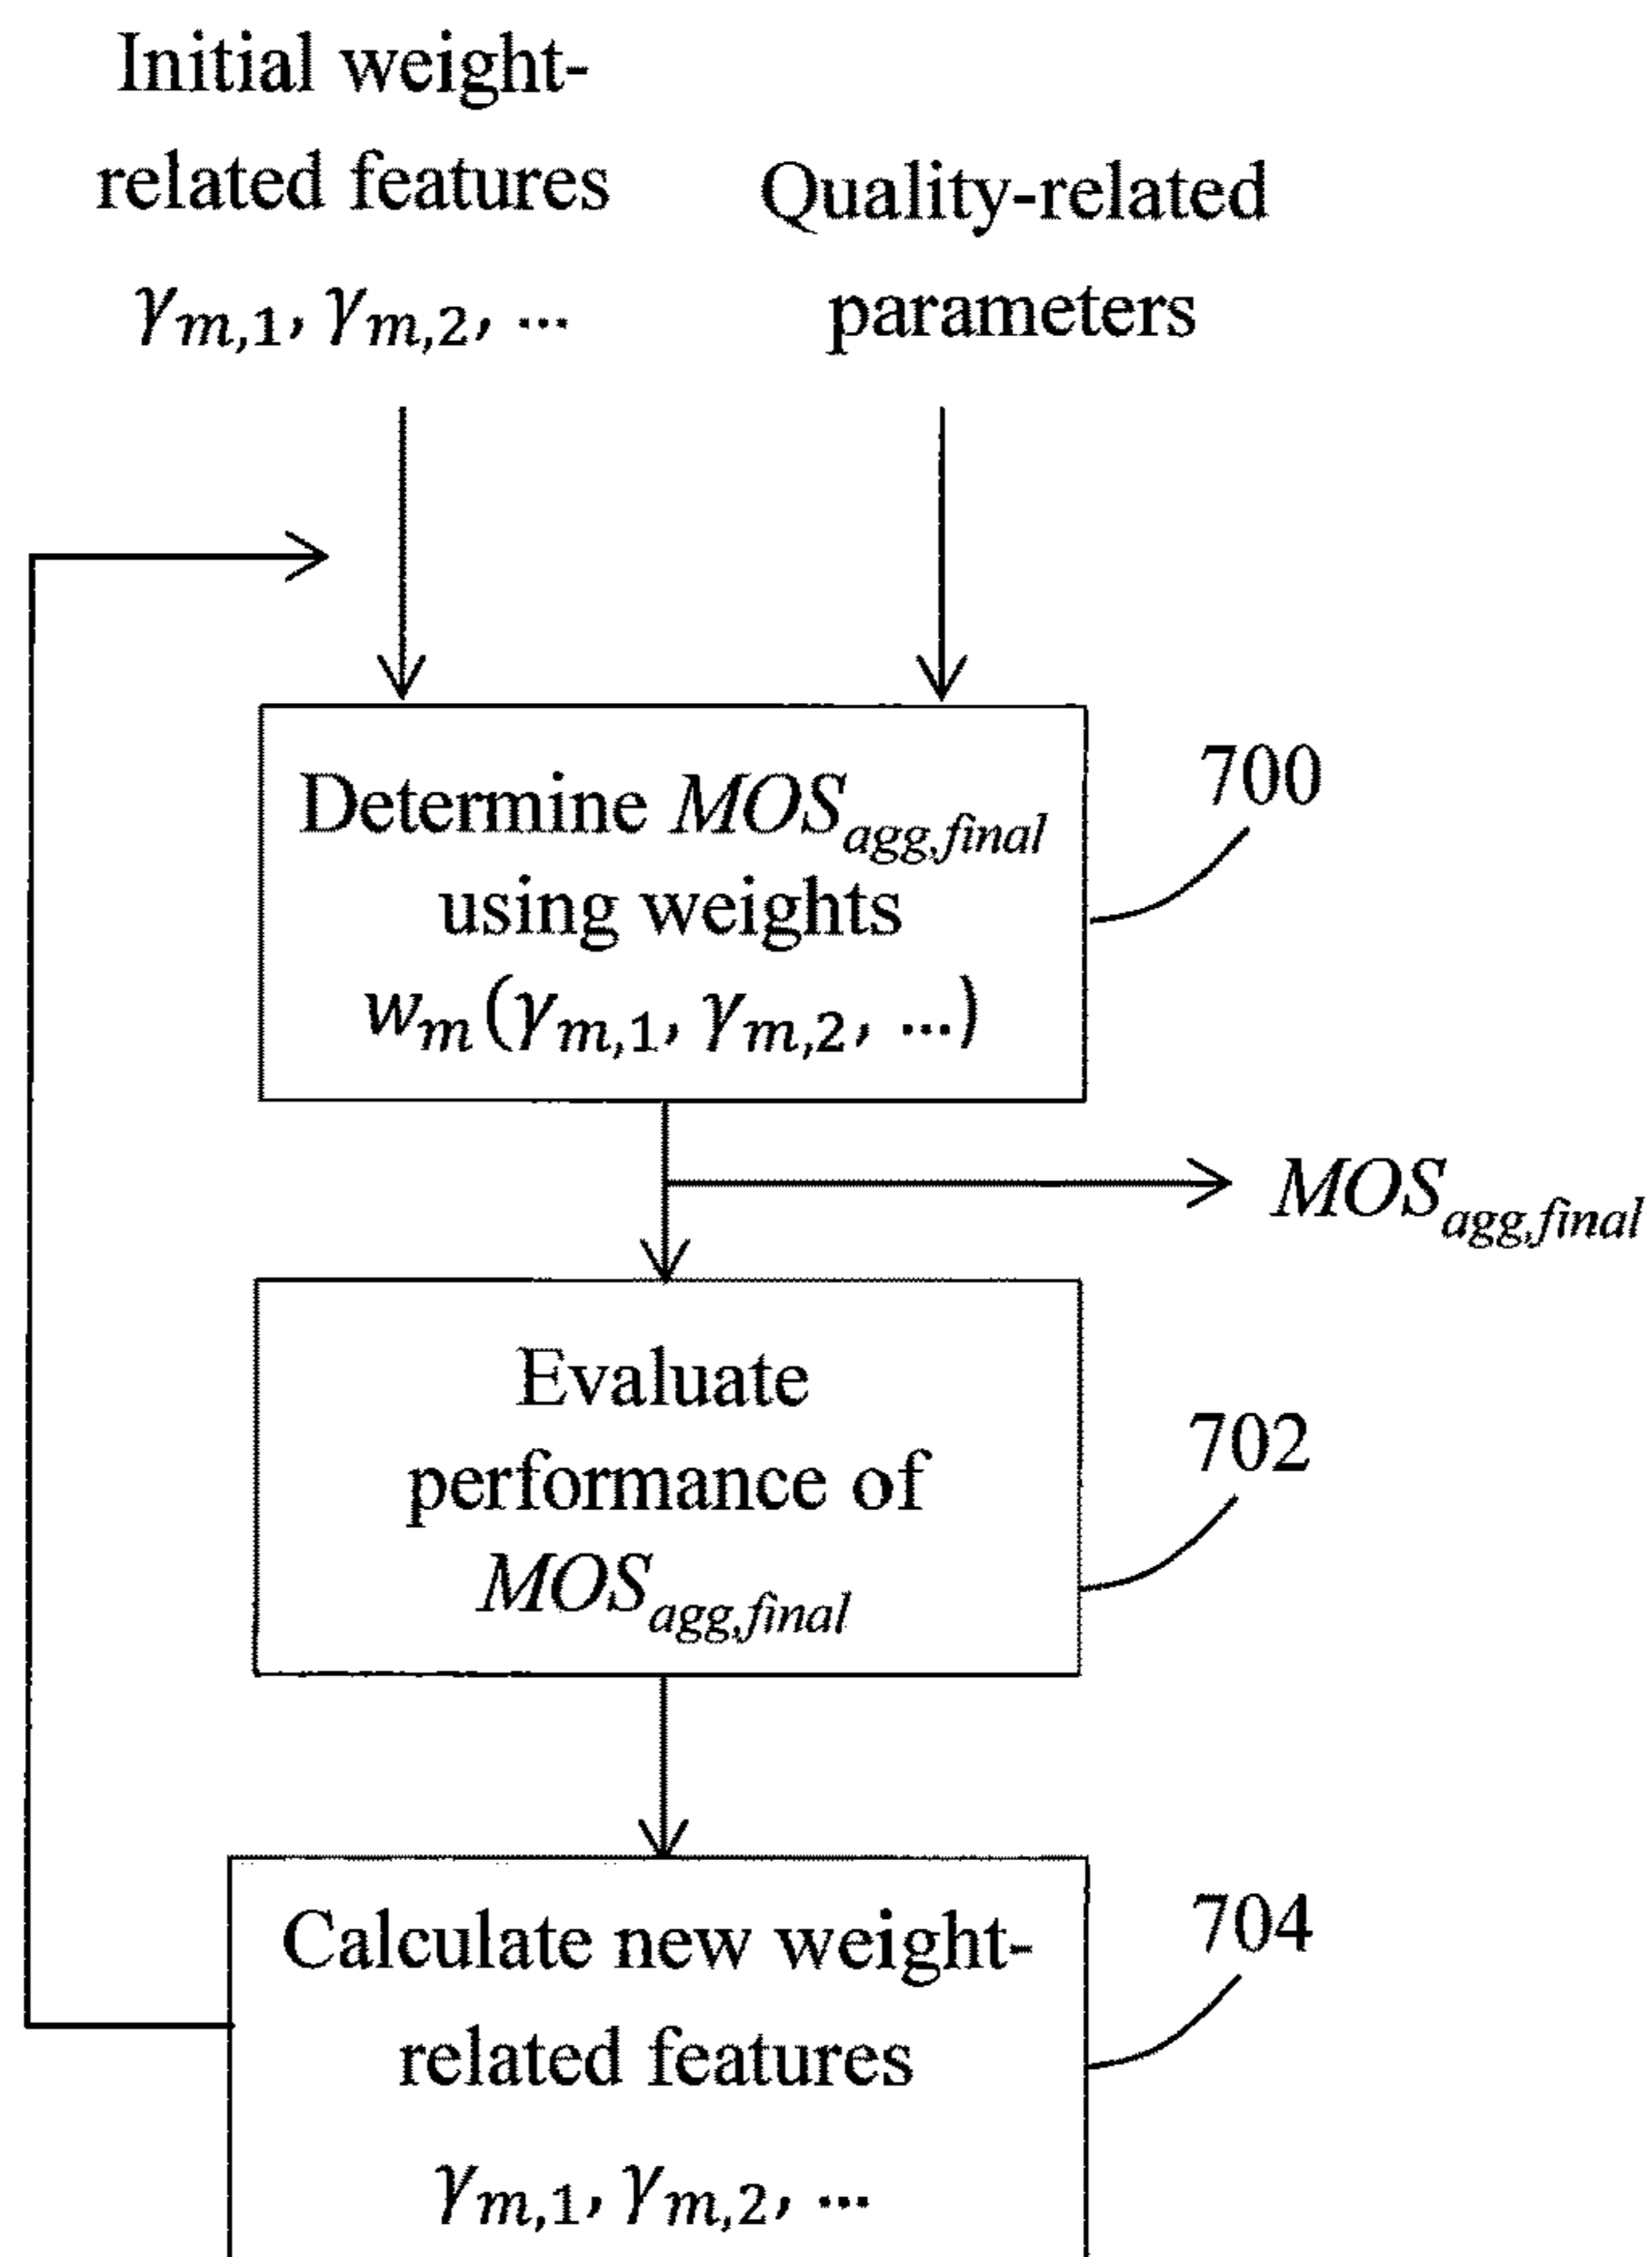 Initial weight-
related features
γm,1, γm,2, ...
Quality-related
parameters
Determine MOSagg,final
using weights
wm(γm,1, γm,2, ...)
700
MOSagg,final
Evaluate
performance of
MOSagg,final
702
Calculate new weight-
related features
γm,1, γm,2, ...
704